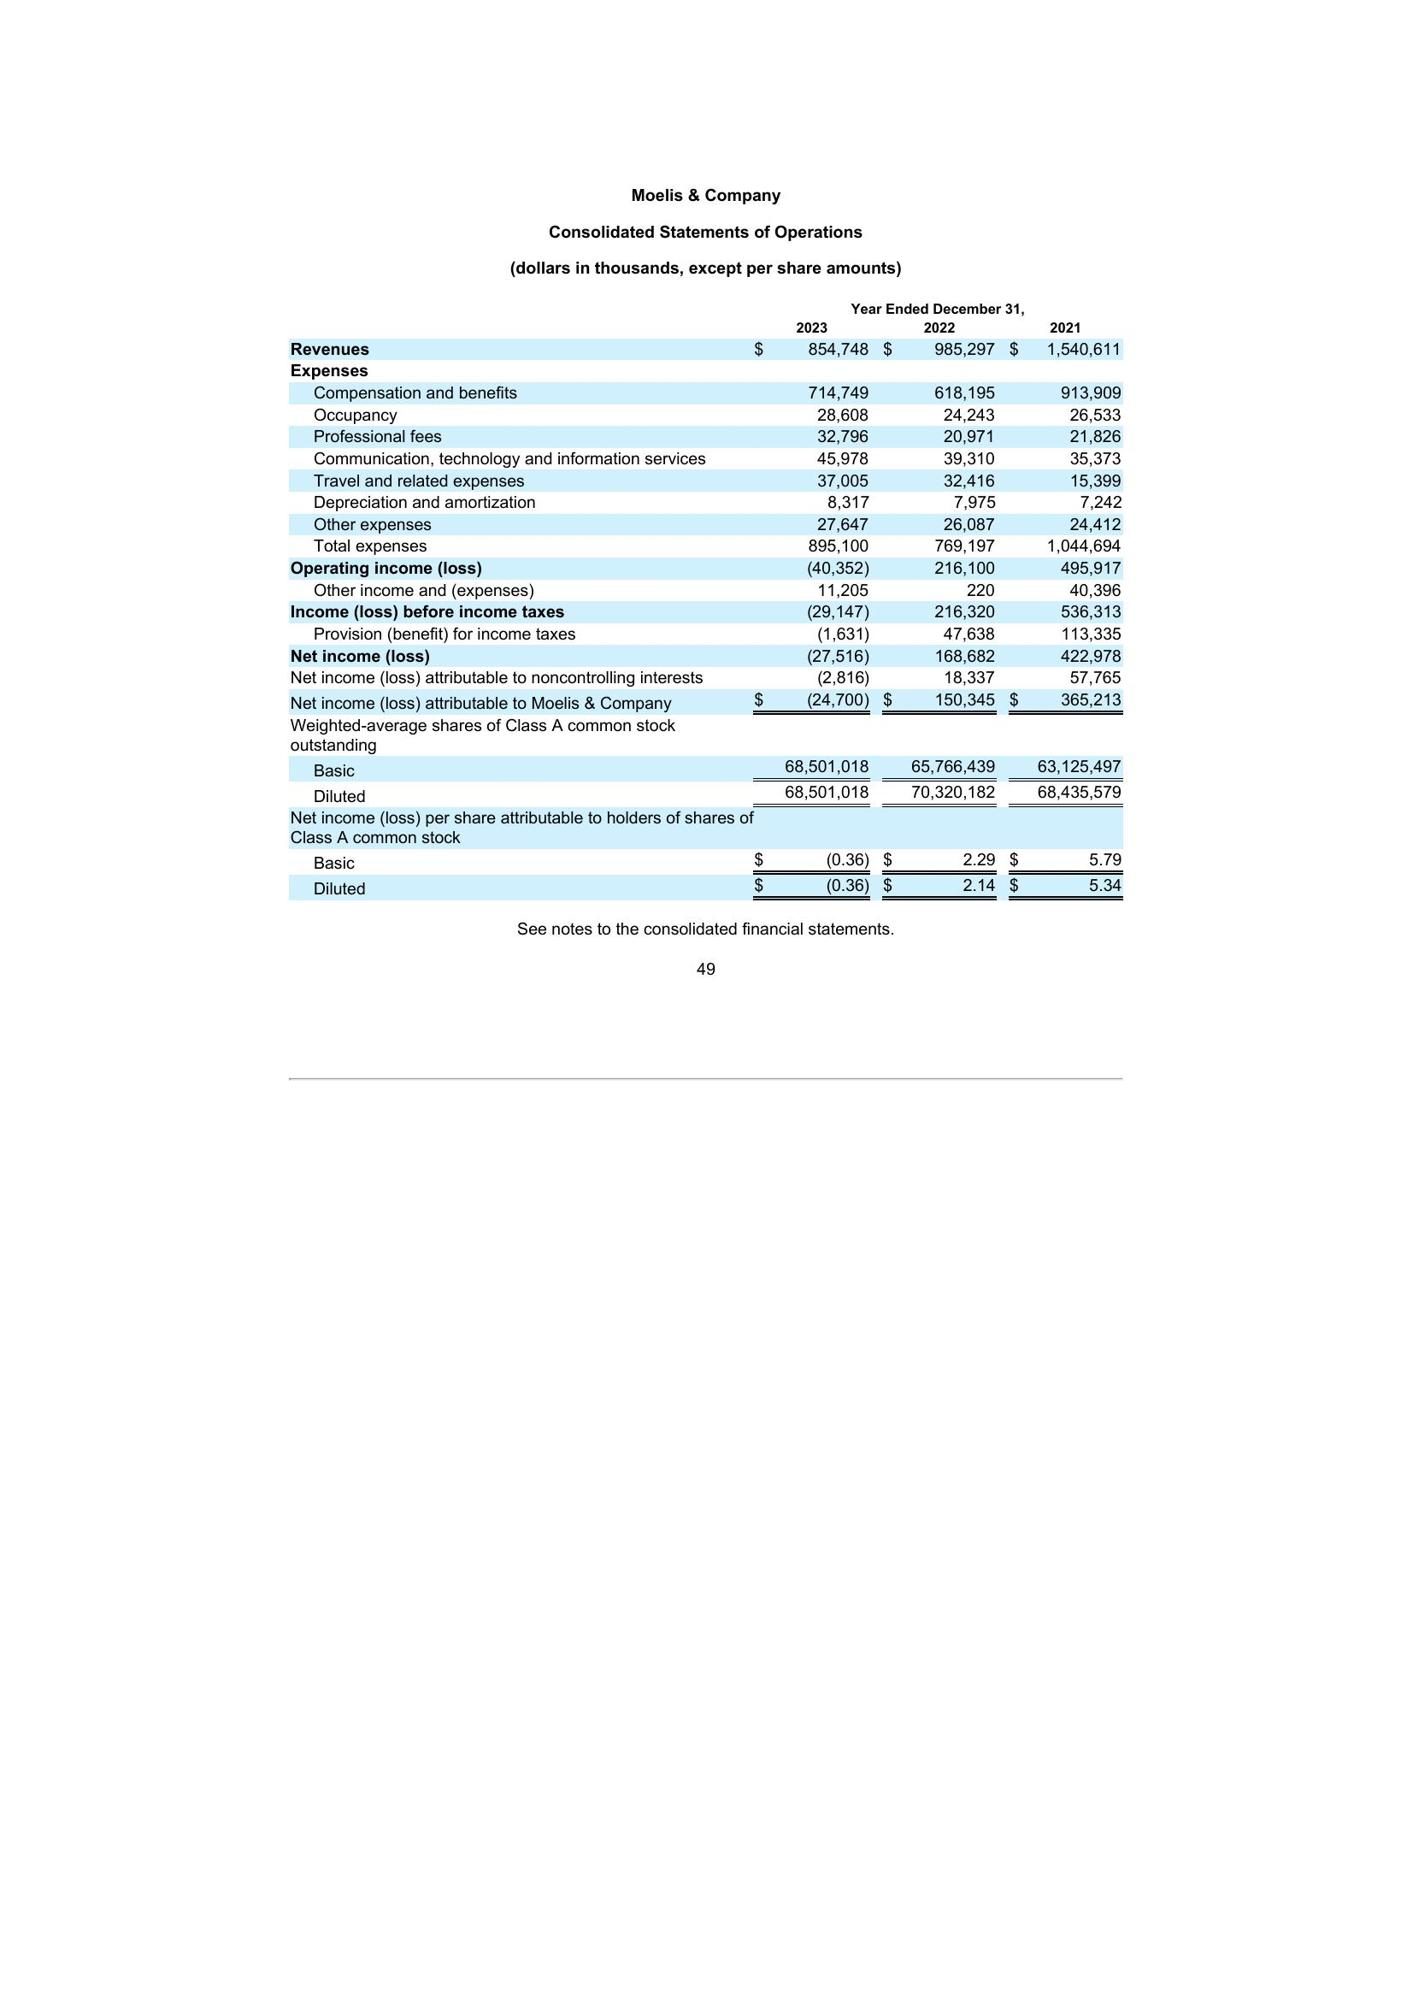 Moelis & Company
Consolidated Statements of Operations
(dollars in thousands, except per share amounts)
Year Ended December 31,
2023 2022 2021
Revenues $ 854,748 $ 985,297 $ 1,540,611
Expenses
Compensation and benefits 714,749 618,195 913,909
Occupancy 28,608 24,243 26,533
Professional fees 32,796 20,971 21,826
Communication, technology and information services 45,978 39,310 35,373
Travel and related expenses 37,005 32,416 15,399
Depreciation and amortization 8,317 7,975 7,242
Other expenses 27,647 26,087 24,412
Total expenses 895,100 769,197 1,044,694
Operating income (loss) (40,352) 216,100 495,917
Other income and (expenses) 11,205 220 40,396
Income (loss) before income taxes (29,147) 216,320 536,313
Provision (benefit) for income taxes (1,631) 47,638 113,335
Net income (loss) (27,516) 168,682 422,978
Net income (loss) attributable to noncontrolling interests (2,816) 18,337 57,765
Net income (loss) attributable to Moelis & Company $ (24,700) $ 150,345 $ 365,213
Weighted-average shares of Class A common stock
outstanding
Basic 68,501,018 65,766,439 63,125,497
Diluted 68,501,018 70,320,182 68,435,579
Net income (loss) per share attributable to holders of shares of
Class A common stock
Basic $ (0.36) $ 2.29 $ 5.79
Diluted $ (0.36) $ 2.14 $ 5.34
See notes to the consolidated financial statements.
49